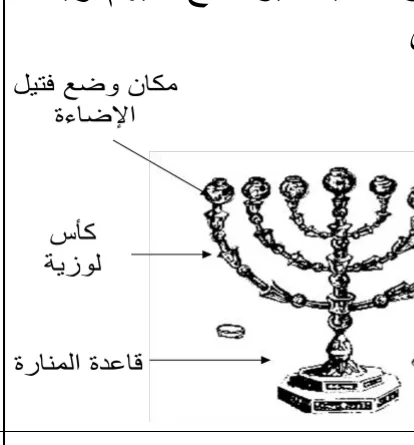 مكان وضع فتيل
الإضاءة
كأس
لوزية
قاعدة المنارة